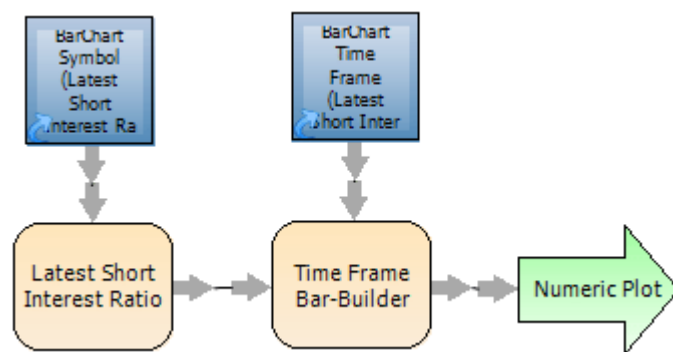 BarChart
Symbol
(Latest
Short
Interest Ra
BarChart
Time
Frame
(Latest
Short Inter
Latest Short
Interest Ratio
Time Frame
Bar-Builder
Numeric Plot